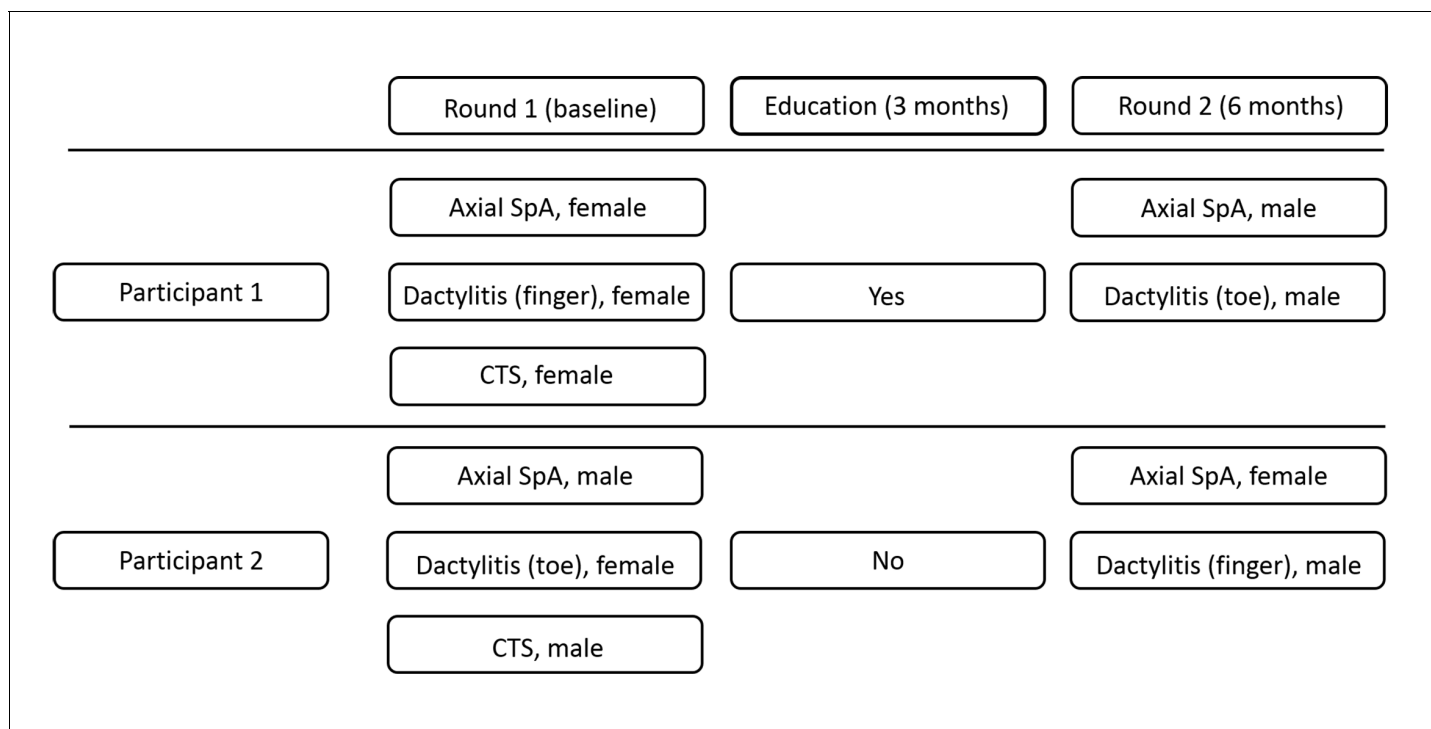 Round 1 (baseline)
Education (3 months)
Round 2 (6 months)
Axial SpA, female
Axial SpA, male
Participant 1
Dactylitis (finger), female
Yes
Dactylitis (toe), male
CTS, female
Axial SpA, male
Axial SpA, female
Participant 2
Dactylitis (toe), female
No
Dactylitis (finger), male
CTS, male